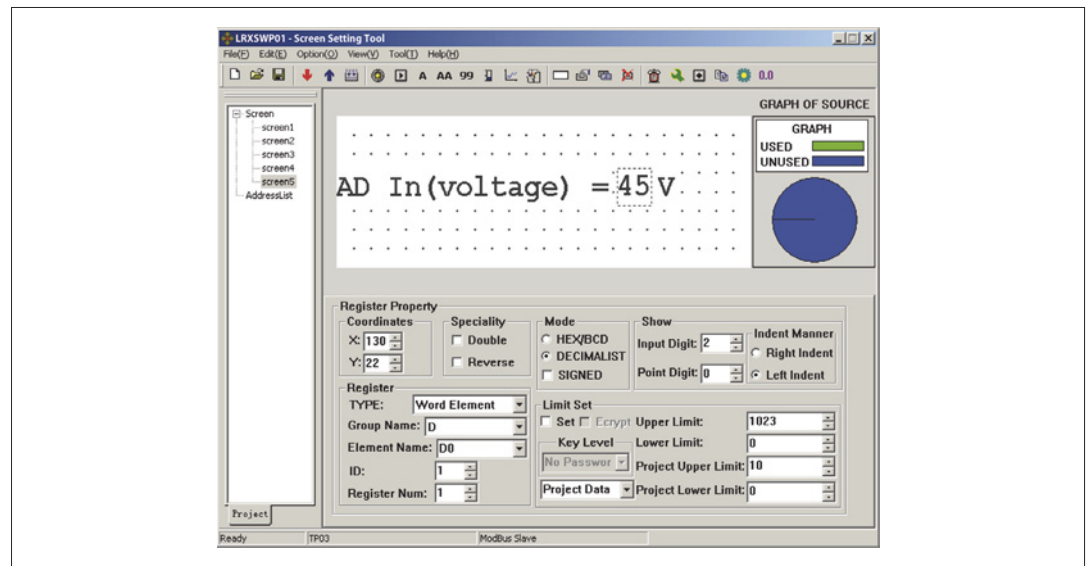 LRXSWP01 - Screen Setting Tool
File(F) Edit(E) Option(O) View(V) Tool(T) Help(H)
A AA 99 0.0
Screen
screen1
screen2
screen3
screen4
screen5
AddressList
Project
GRAPH OF SOURCE
GRAPH
USED
UNUSED
AD In(voltage) = 45 V
Register Property
Coordinates
X: 130
Y: 22
Speciality
Double
Reverse
Mode
HEX/BCD
DECIMALIST
SIGNED
Show
Input Digit: 2
Point Digit: 0
Indent Manner
Right Indent
Left Indent
Register
TYPE: Word Element
Group Name: D
Element Name: D0
ID: 1
Register Num: 1
Limit Set
Set Ecrypt Upper Limit: 1023
Key Level Lower Limit: 0
No Passwor Project Upper Limit: 10
Project Data Project Lower Limit: 0
Ready TP03 ModBus Slave